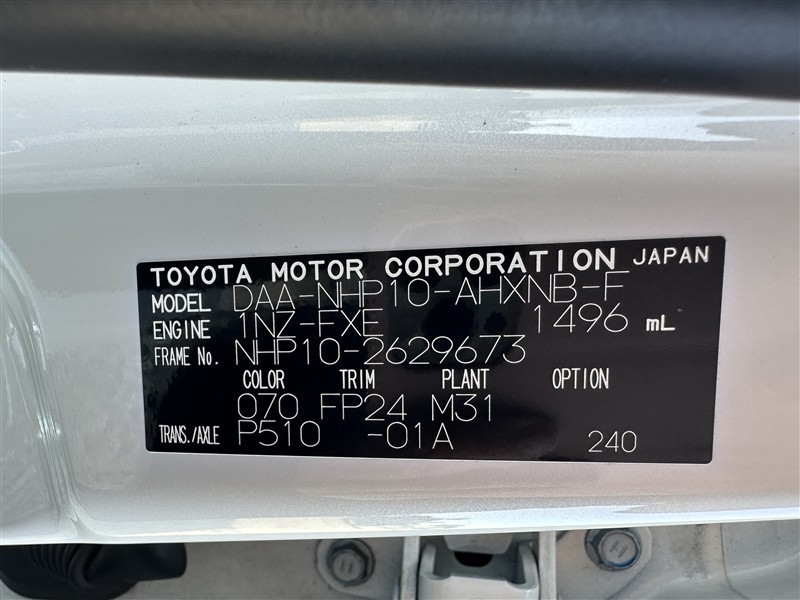 TOYOTA MOTOR CORPORATION JAPAN
MODEL DAA-NHP10-AHXNB-F
ENGINE 1NZ-FXE 1496 mL
FRAME No. NHP10-2629673
COLOR TRIM PLANT OPTION
070 FP24 M31
TRANS./AXLE P510 -01A 240